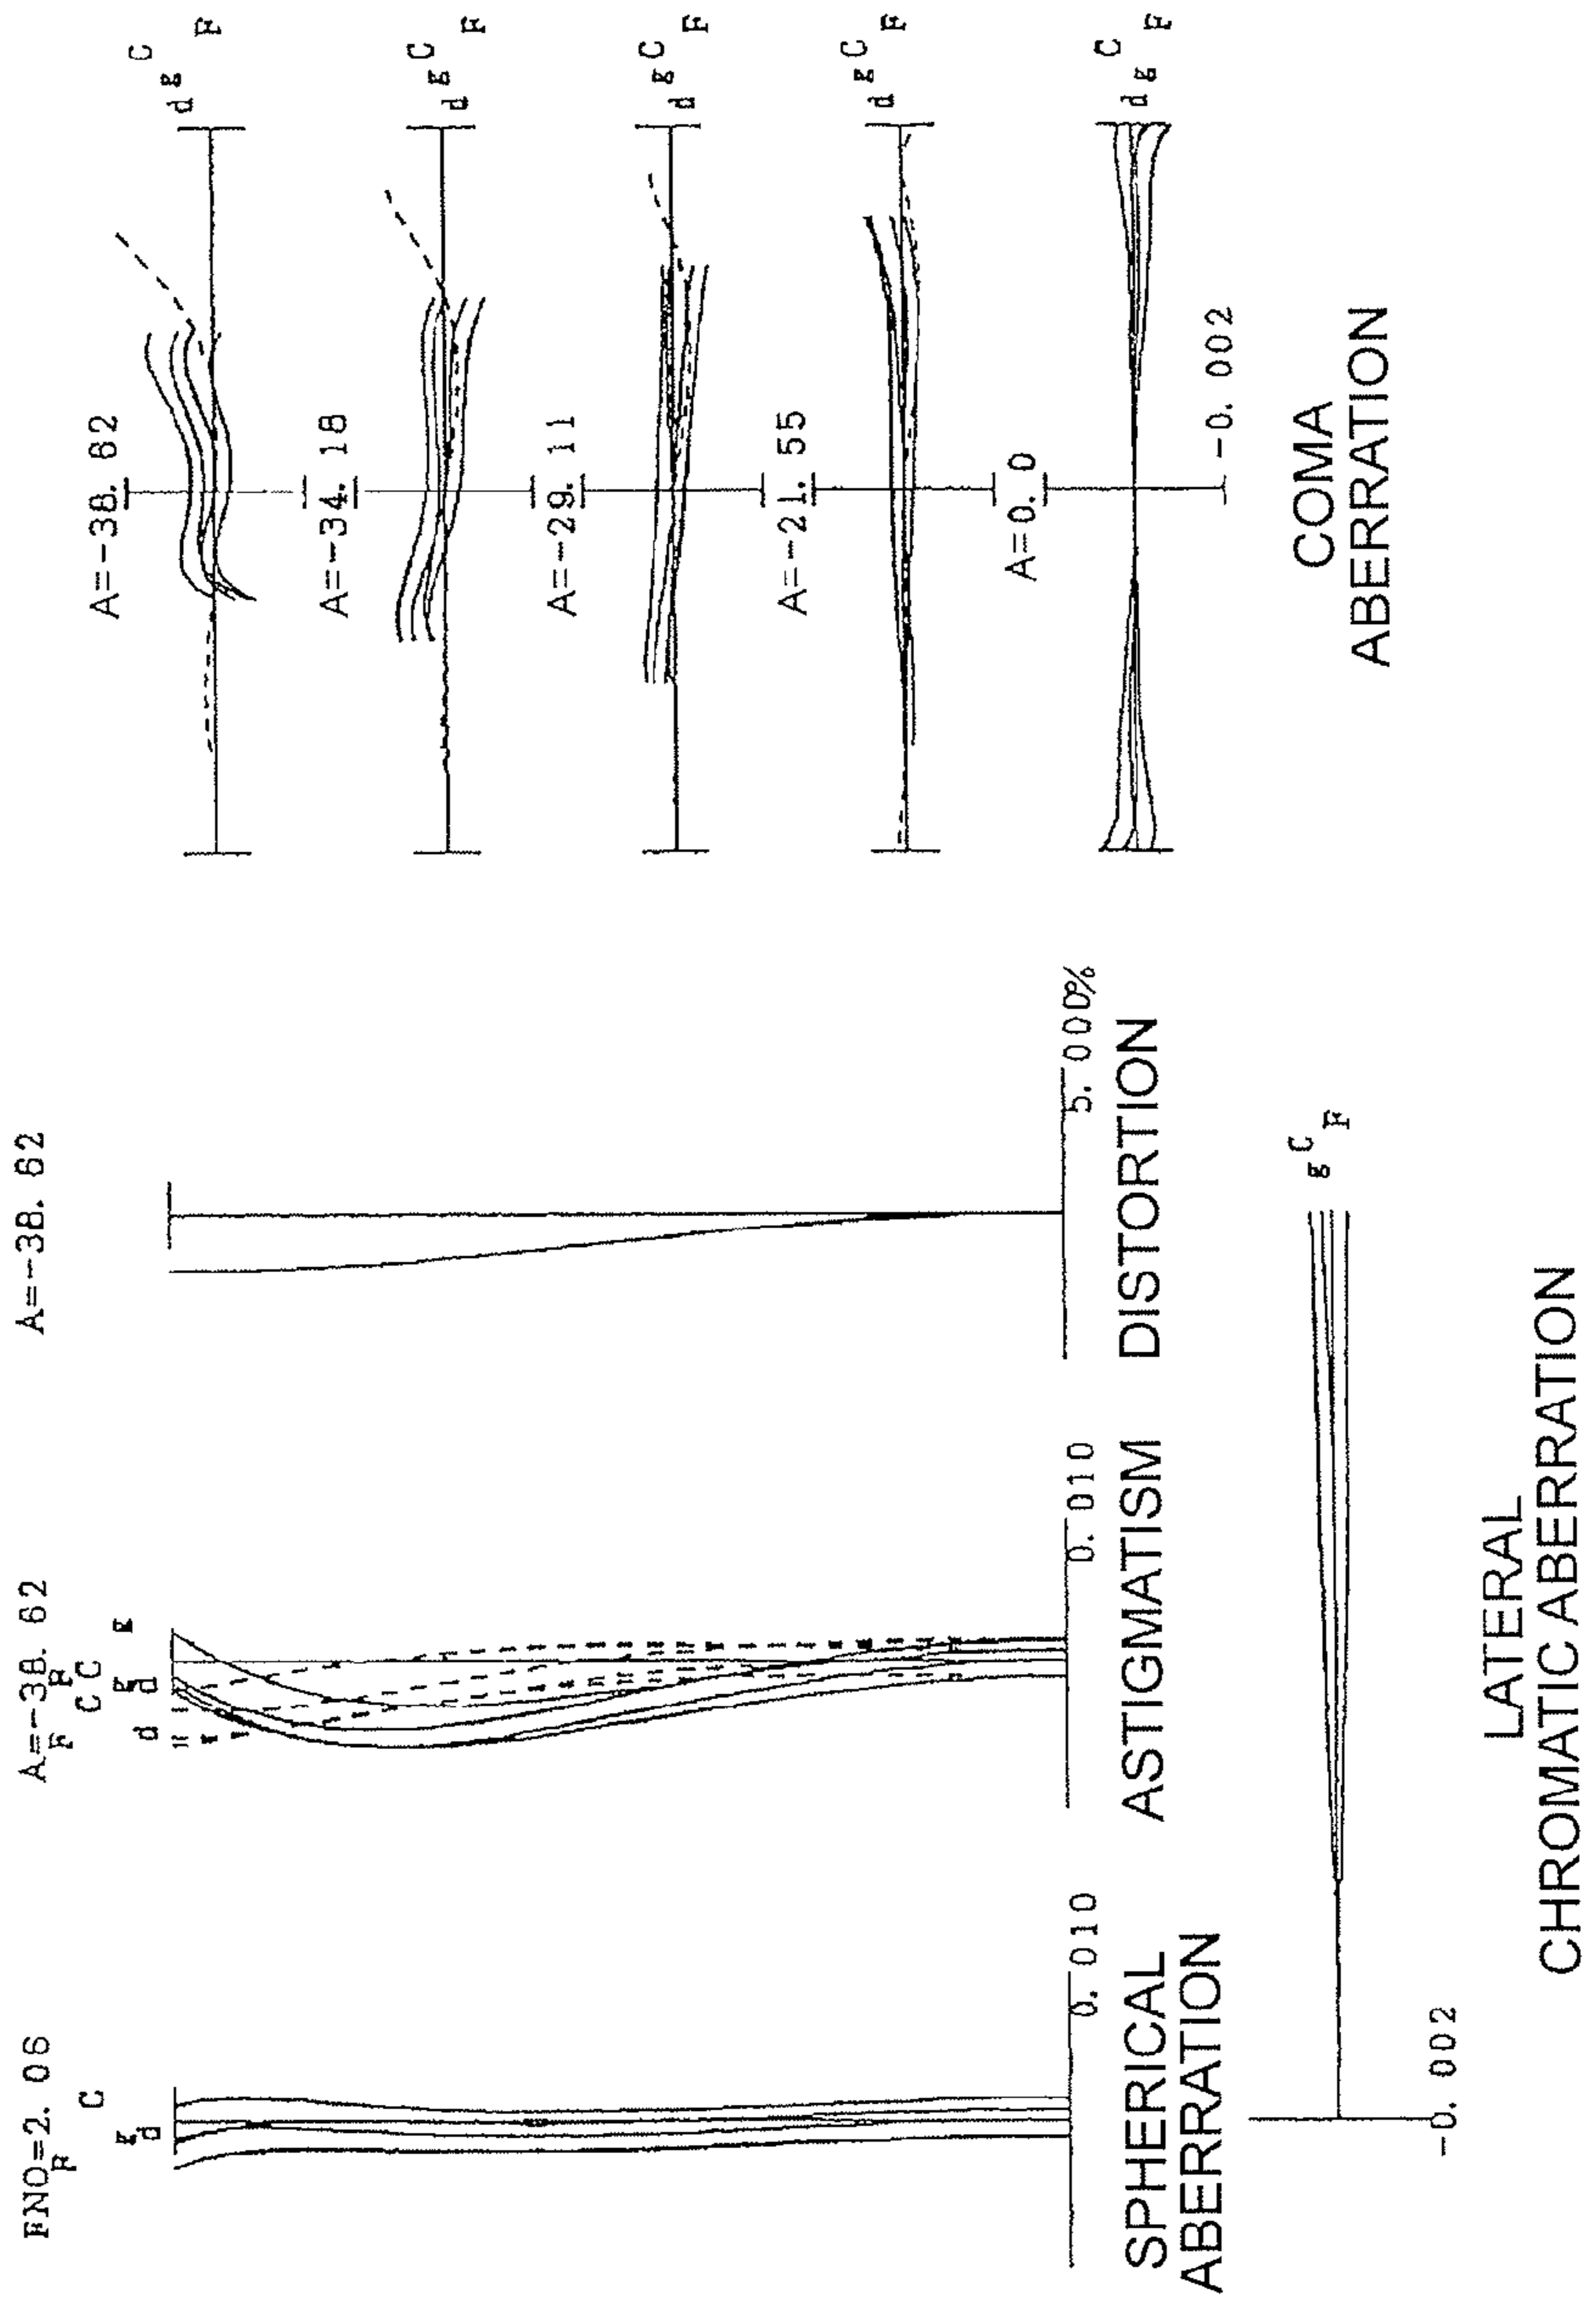 FNO=2. 06
F
g
d
C
A=-38. 62
F
C
F
C
d
g
d
g
A=-38. 62
0. 010
0. 010
5. 000%
SPHERICAL
ABERRATION
ASTIGMATISM
DISTORTION
A=-38. 62
C
g
d
F
A=-34. 18
C
g
d
F
A=-29. 11
C
g
d
F
A=-21. 55
C
g
d
F
A=0. 0
C
d
g
F
-0. 002
COMA
ABERRATION
g
C
F
-0. 002
LATERAL
CHROMATIC ABERRATION